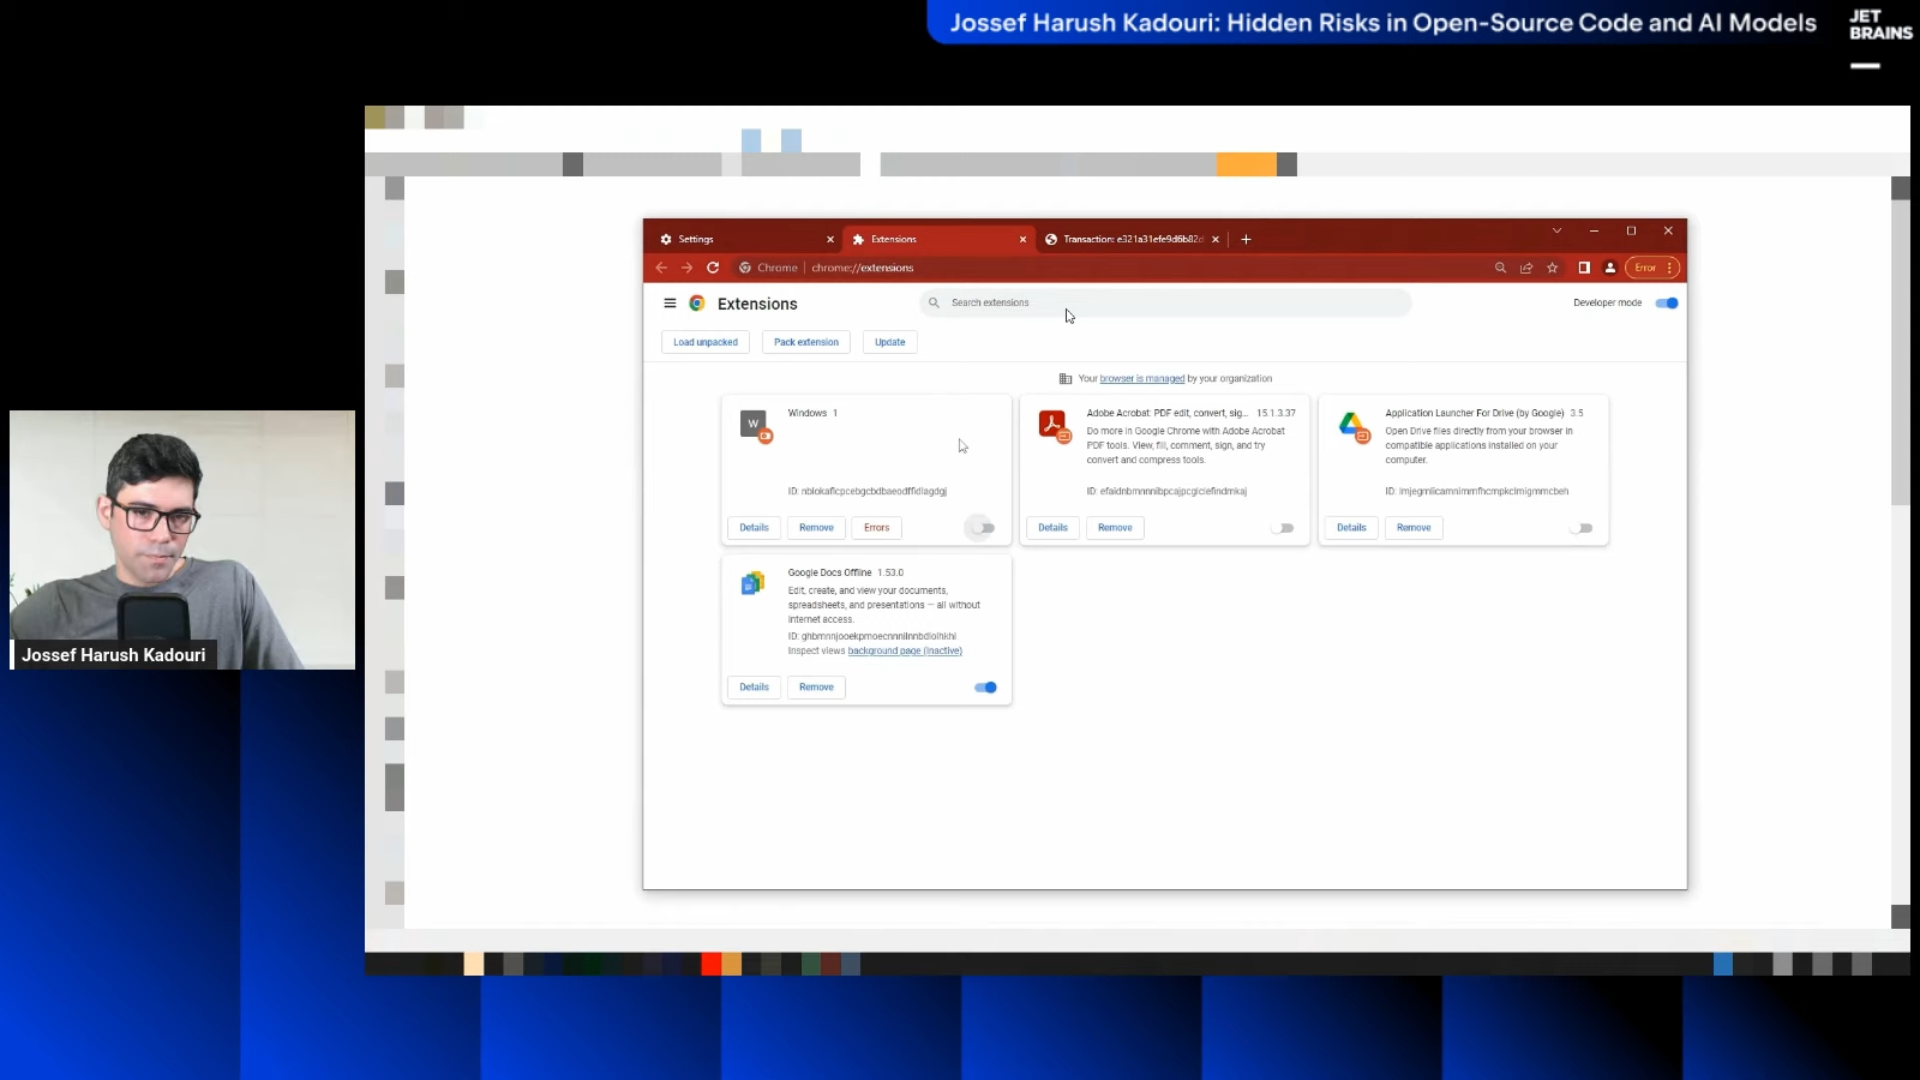 Jossef Harush Kadouri: Hidden Risks in Open-Source Code and AI Models
JET
BRAINS
Settings
Extensions
Transaction: e321a31efe9d6b82d
Chrome
chrome://extensions
Error
Extensions
Search extensions
Developer mode
Load unpacked
Pack extension
Update
Your browser is managed by your organization
W
Windows 1
Details
Remove
Errors
Adobe Acrobat: PDF edit, convert, sig... 15.1.3.37
Do more in Google Chrome with Adobe Acrobat
PDF tools. View, fill, comment, sign, and try
convert and compress tools.
ID: efaidnbmnnnibpcajpcglclefindmkaj
Details
Remove
Application Launcher For Drive (by Google) 3.5
Open Drive files directly from your browser in
compatible applications installed on your
computer.
ID: lmjegmlicamnimmfhcmpkclmigmmcbeh
Details
Remove
Google Docs Offline 1.53.0
Edit, create, and view your documents,
spreadsheets, and presentations — all without
internet access.
ID: ghbmnnjooekpmoecnnnilnnbdlolhkhi
Inspect views background page (Inactive)
Details
Remove
Jossef Harush Kadouri